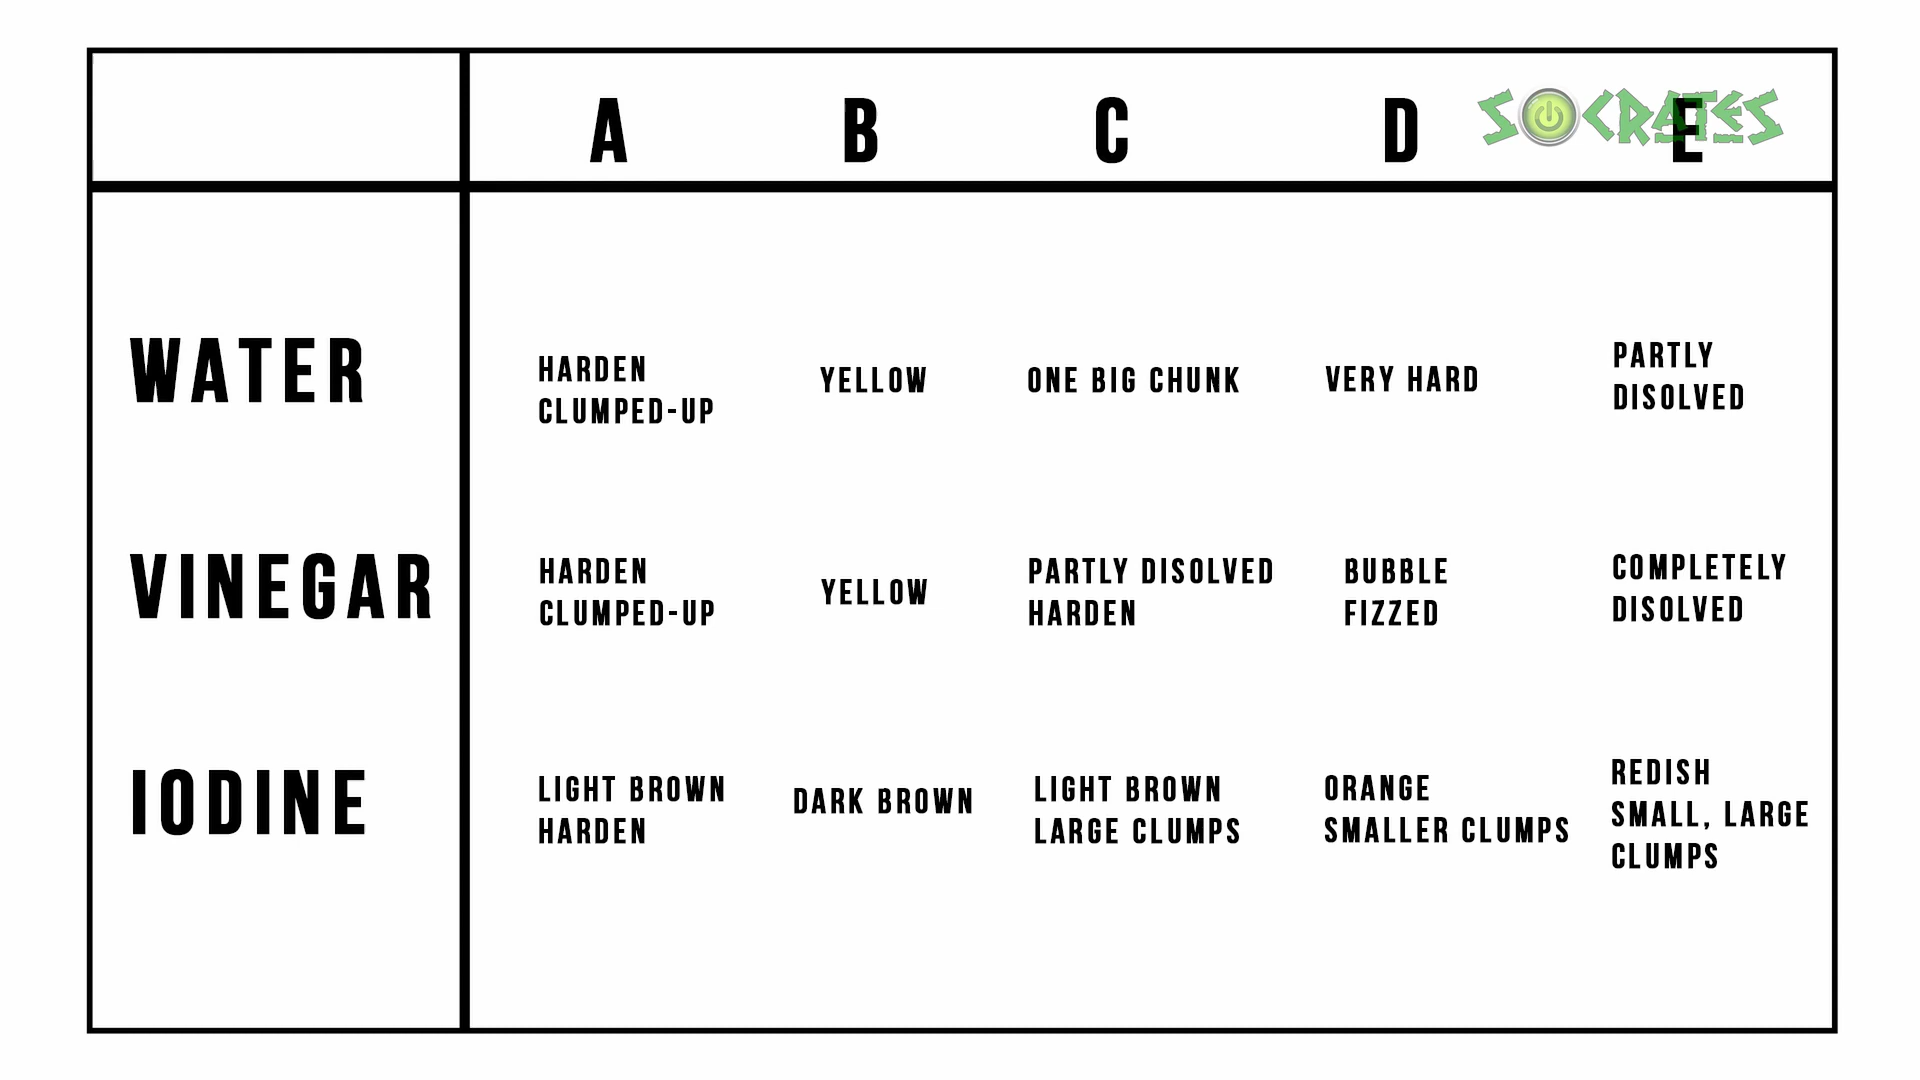 A B C D E
SOCRATES
WATER
HARDEN
CLUMPED-UP
YELLOW
ONE BIG CHUNK
VERY HARD
PARTLY
DISOLVED
VINEGAR
HARDEN
CLUMPED-UP
YELLOW
PARTLY DISOLVED
HARDEN
BUBBLE
FIZZED
COMPLETELY
DISOLVED
IODINE
LIGHT BROWN
HARDEN
DARK BROWN
LIGHT BROWN
LARGE CLUMPS
ORANGE
SMALLER CLUMPS
REDISH
SMALL, LARGE
CLUMPS